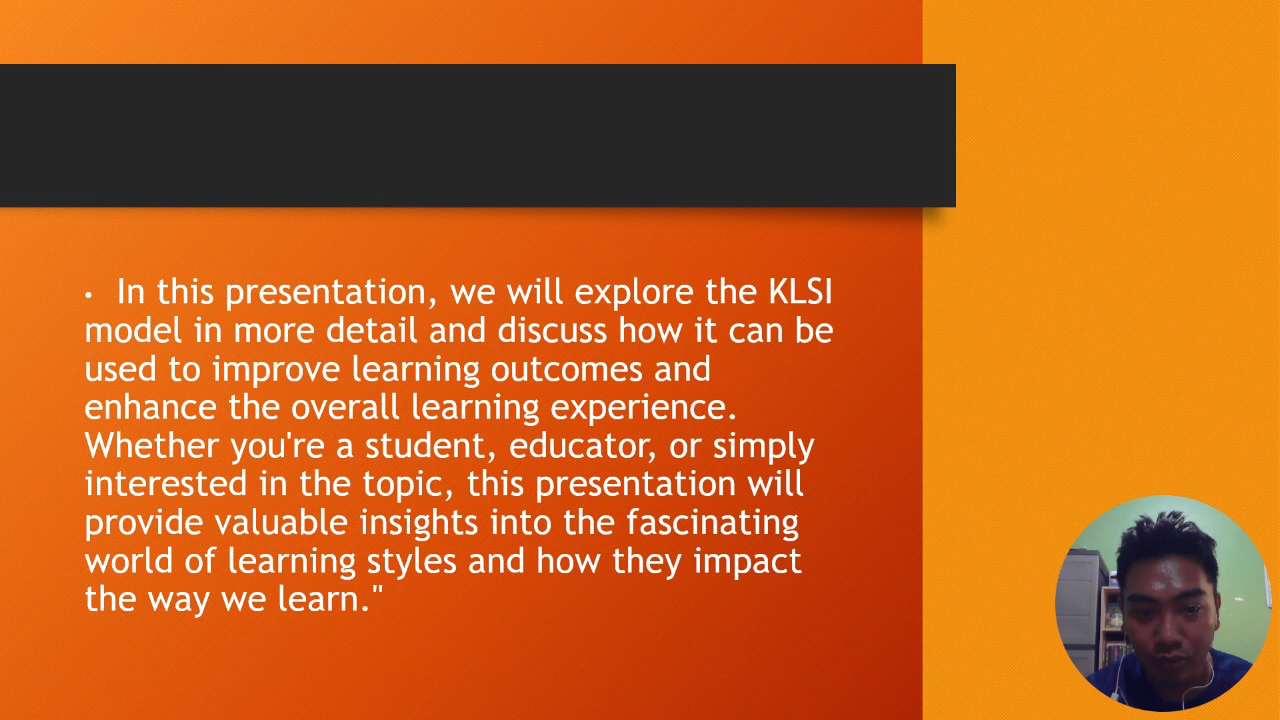 • In this presentation, we will explore the KLSI
model in more detail and discuss how it can be
used to improve learning outcomes and
enhance the overall learning experience.
Whether you're a student, educator, or simply
interested in the topic, this presentation will
provide valuable insights into the fascinating
world of learning styles and how they impact
the way we learn."